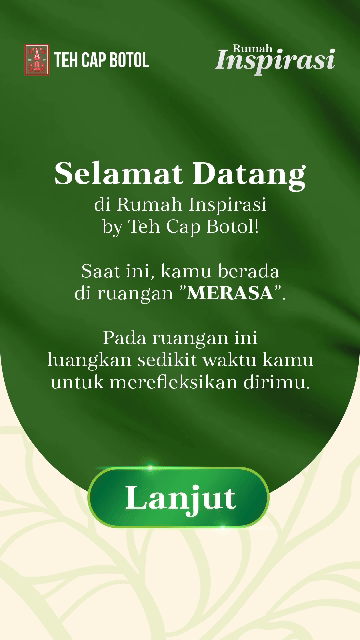 TEH CAP BOTOL
Rumah
Inspirasi
Selamat Datang
di Rumah Inspirasi
by Teh Cap Botol!
Saat ini, kamu berada
di ruangan "MERASA".
Pada ruangan ini
luangkan sedikit waktu kamu
untuk merefleksikan dirimu.
Lanjut